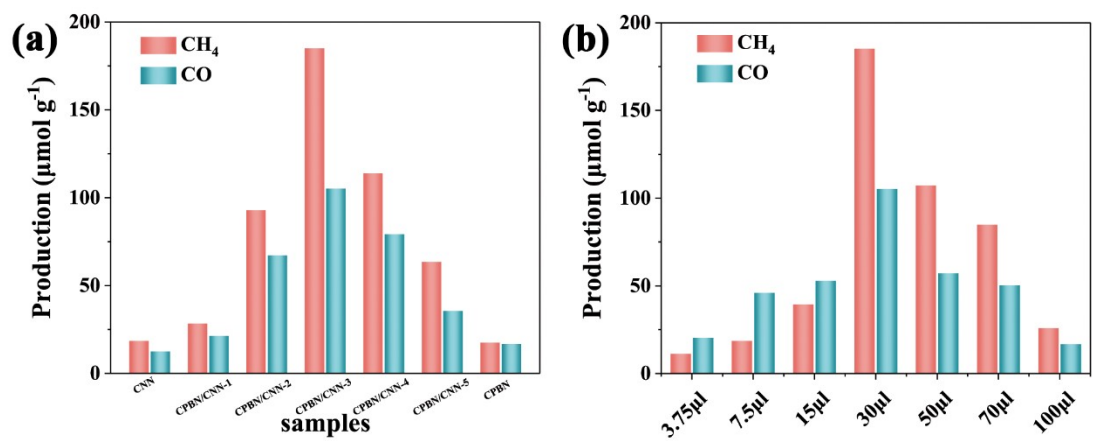 (a)
CH4
CO
Production (μmol g-1)
200
150
100
50
0
CNN
CPBN/CNN-1
CPBN/CNN-2
CPBN/CNN-3
CPBN/CNN-4
CPBN/CNN-5
CPBN
samples
(b)
CH4
CO
Production (μmol g-1)
200
150
100
50
0
3.75μl
7.5μl
15μl
30μl
50μl
70μl
100μl